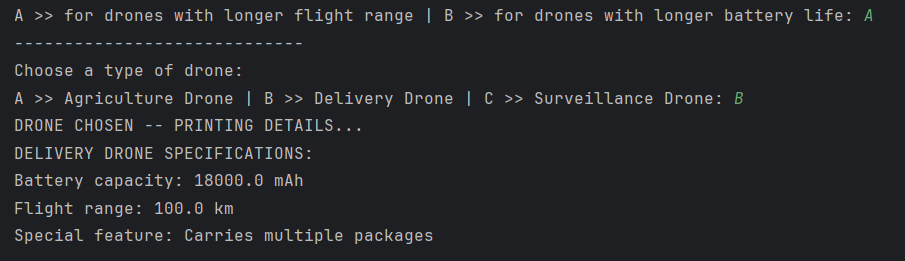 A >> for drones with longer flight range | B >> for drones with longer battery life: A
-----------------------------
Choose a type of drone:
A >> Agriculture Drone | B >> Delivery Drone | C >> Surveillance Drone: B
DRONE CHOSEN -- PRINTING DETAILS...
DELIVERY DRONE SPECIFICATIONS:
Battery capacity: 18000.0 mAh
Flight range: 100.0 km
Special feature: Carries multiple packages